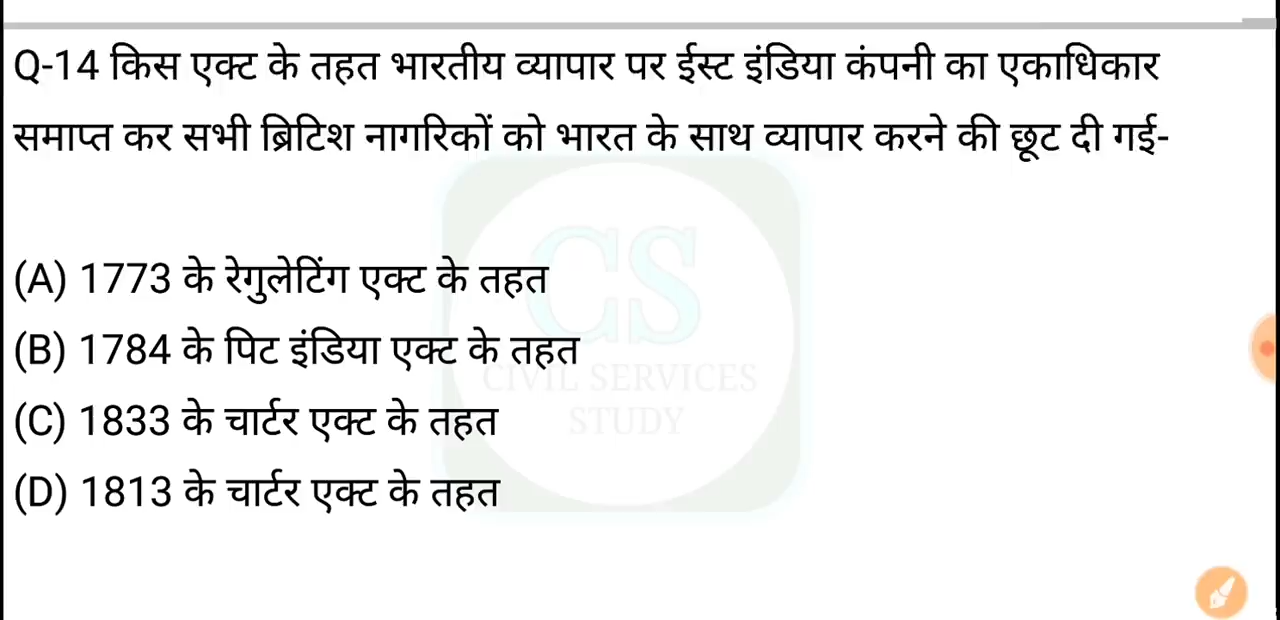 Q-14 किस एक्ट के तहत भारतीय व्यापार पर ईस्ट इंडिया कंपनी का एकाधिकार
समाप्त कर सभी ब्रिटिश नागरिकों को भारत के साथ व्यापार करने की छूट दी गई-
CS
(A) 1773 के रेगुलेटिंग एक्ट के तहत
(B) 1784 के पिट इंडिया एक्ट के तहत
CIVIL SERVICES
(C) 1833 के चार्टर एक्ट के तहत
STUDY
(D) 1813 के चार्टर एक्ट के तहत